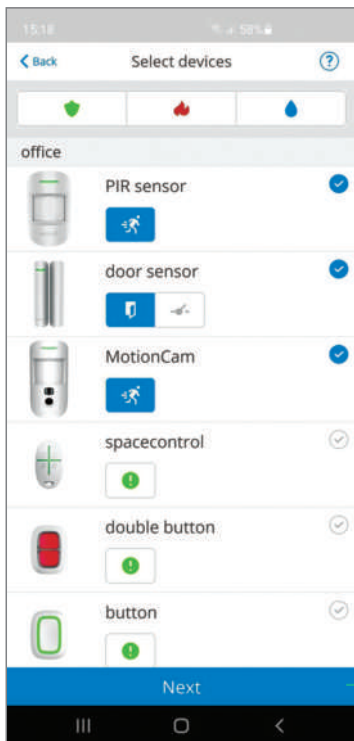 15:18
58%
Back
Select devices
?
office
PIR sensor
door sensor
MotionCam
spacecontrol
double button
button
Next